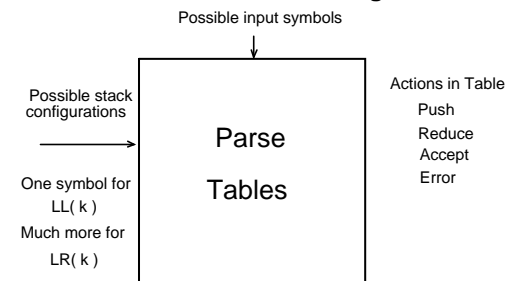 Possible input symbols
Possible stack
configurations
One symbol for
LL( k )
Much more for
LR( k )
Parse
Tables
Actions in Table
Push
Reduce
Accept
Error